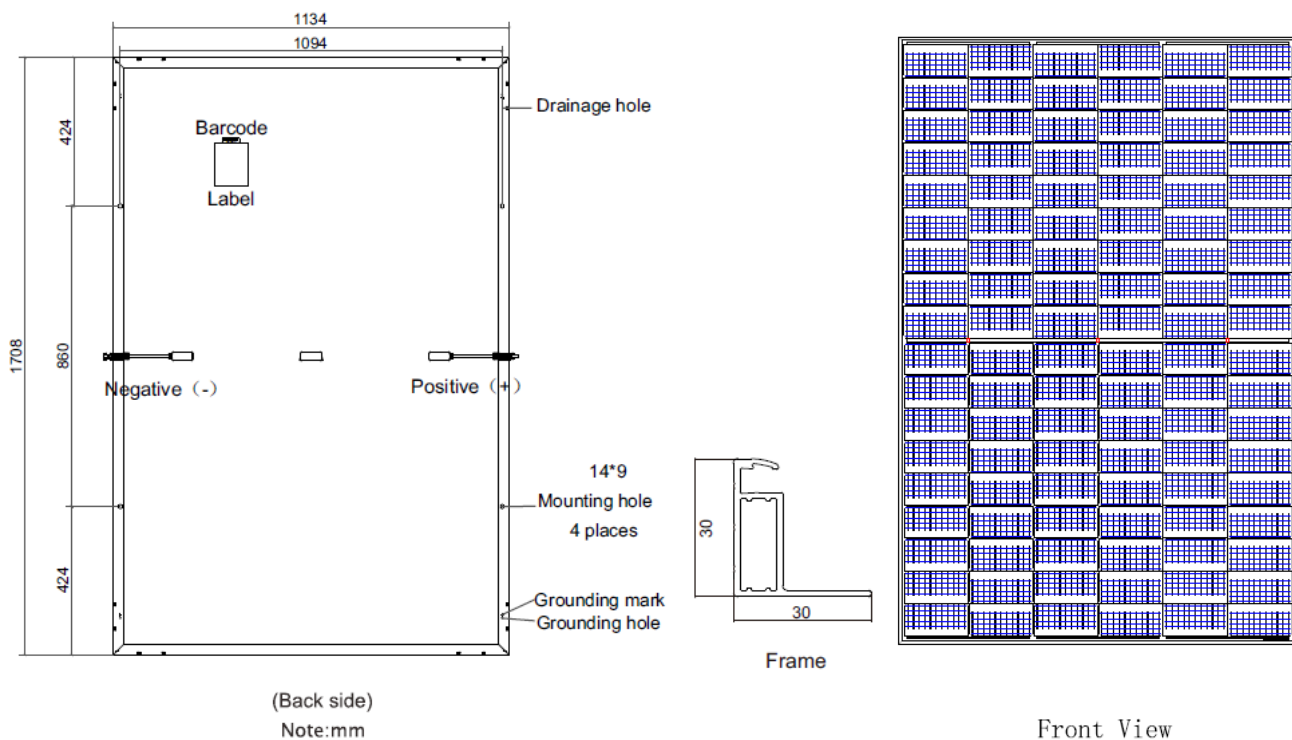 1134
1094
Drainage hole
424
Barcode
Label
1708
860
Negative（-）
Positive（+）
14*9
Mounting hole
4 places
30
424
Grounding mark
Grounding hole
30
Frame
(Back side)
Note:mm
Front View